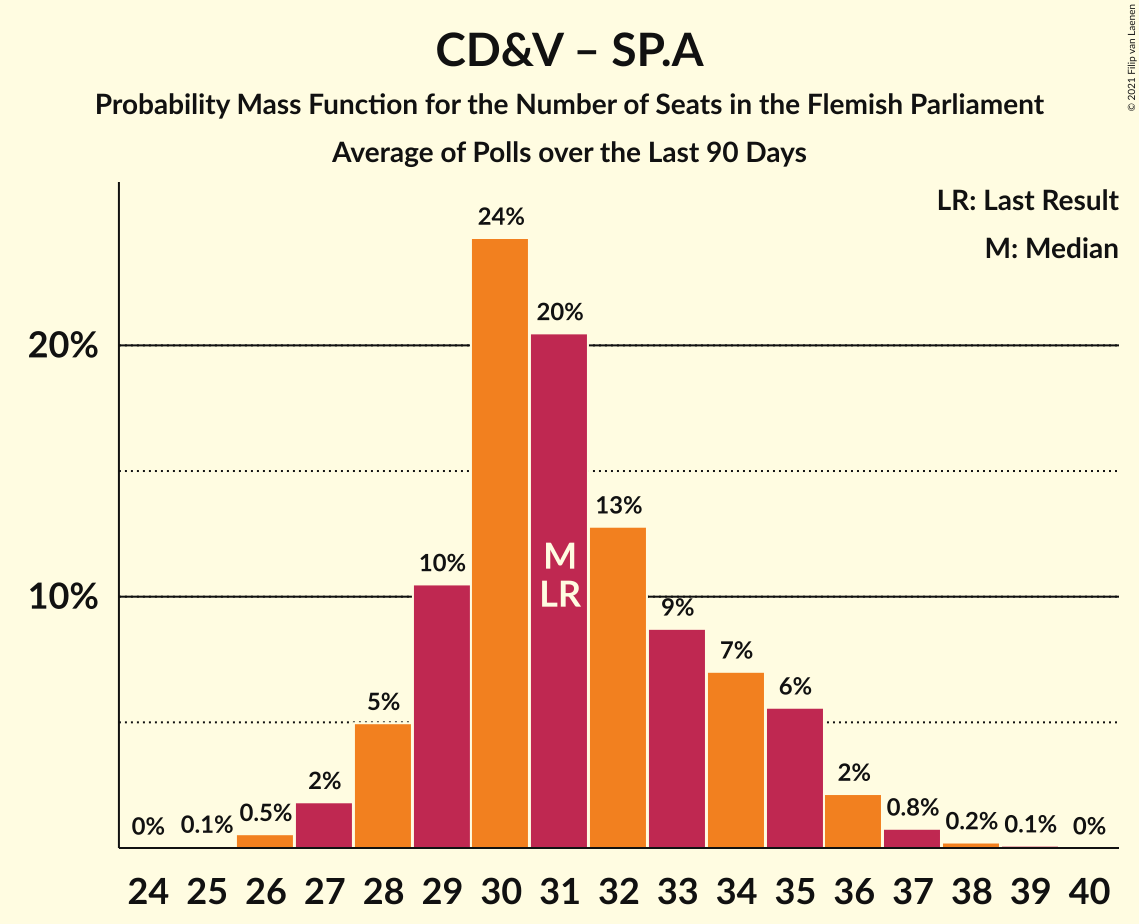 CD&V – SP.A
Probability Mass Function for the Number of Seats in the Flemish Parliament
Average of Polls over the Last 90 Days
© 2021 Filip van Laenen
LR: Last Result
M: Median
20%
10%
0%
0.1%
0.5%
2%
5%
10%
24%
20%
13%
9%
7%
6%
2%
0.8%
0.2%
0.1%
0%
M
LR
24 25 26 27 28 29 30 31 32 33 34 35 36 37 38 39 40